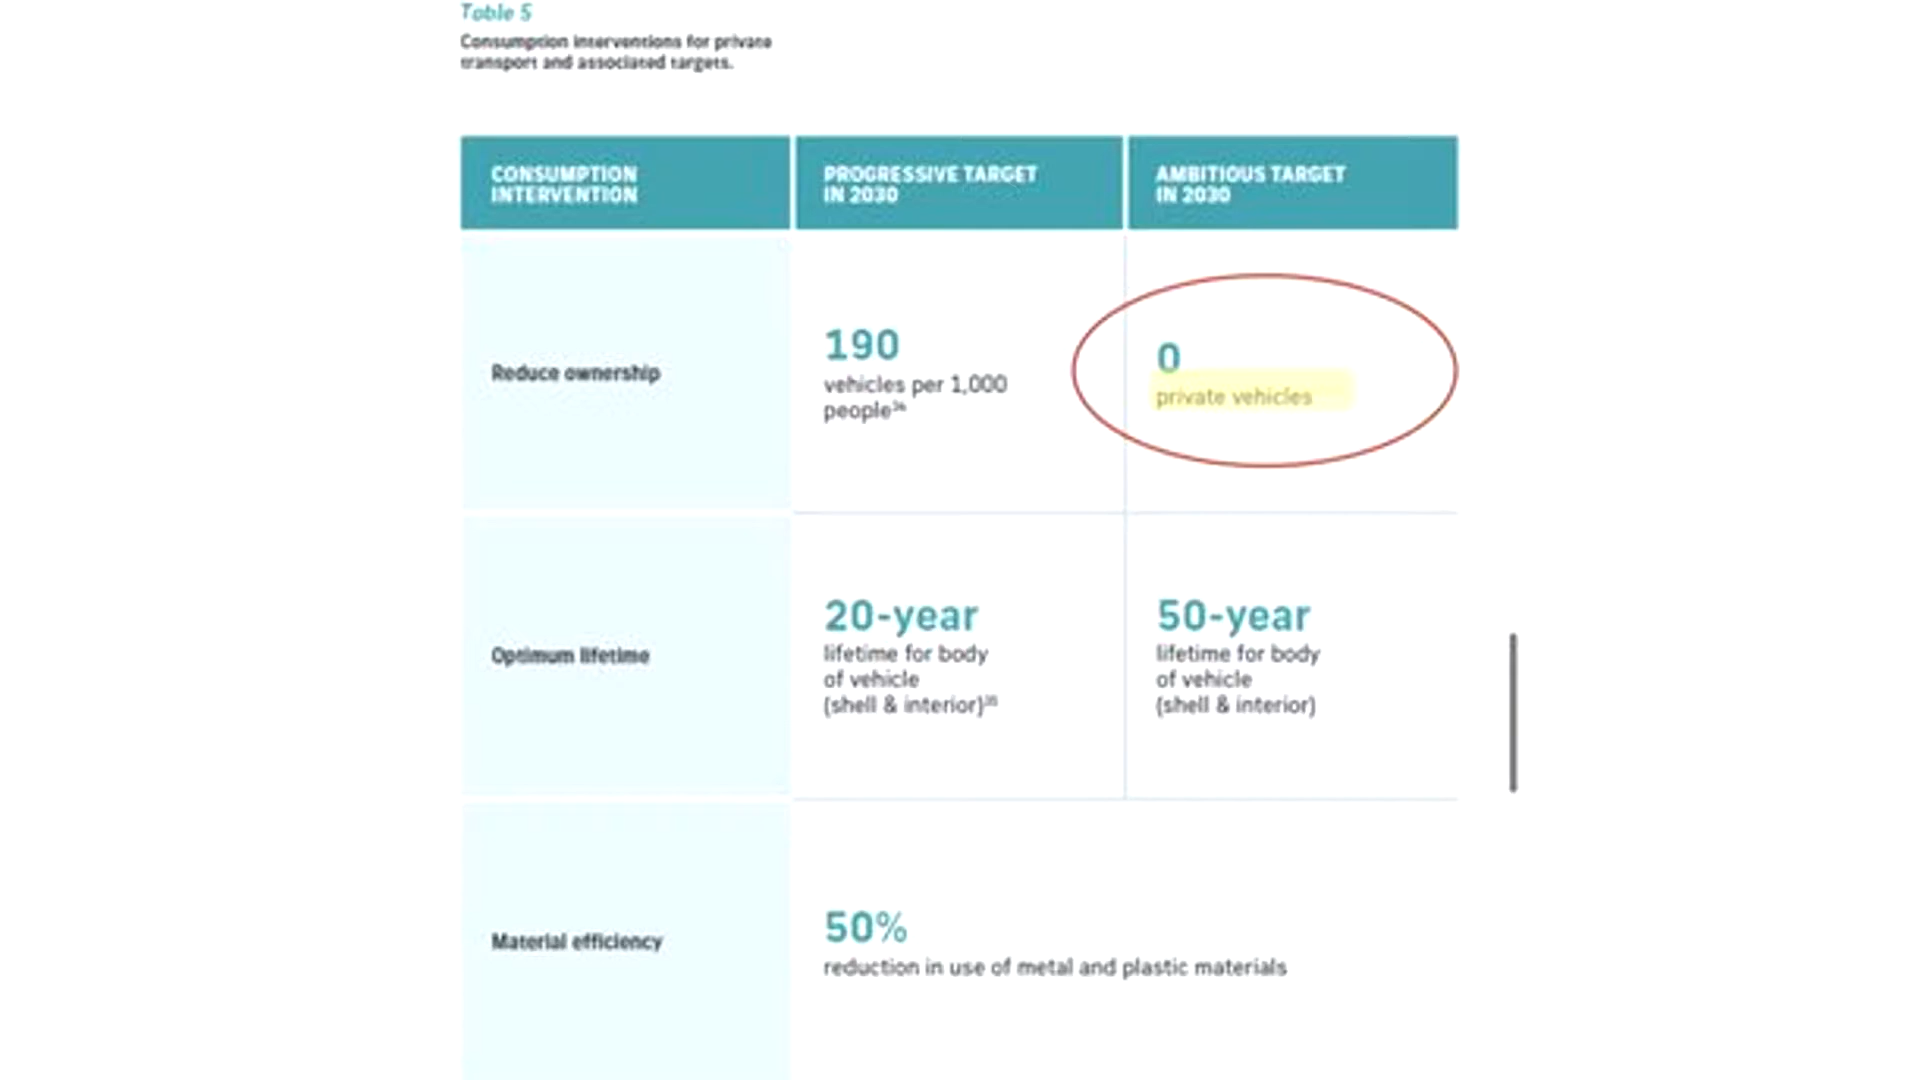 Table 5
Consumption interventions for private
transport and associated targets.
CONSUMPTION
INTERVENTION
PROGRESSIVE TARGET
IN 2030
AMBITIOUS TARGET
IN 2030
Reduce ownership
190
vehicles per 1,000
people³⁴
0
private vehicles
Optimum lifetime
20-year
lifetime for body
of vehicle
(shell & interior)³⁵
50-year
lifetime for body
of vehicle
(shell & interior)
Material efficiency
50%
reduction in use of metal and plastic materials